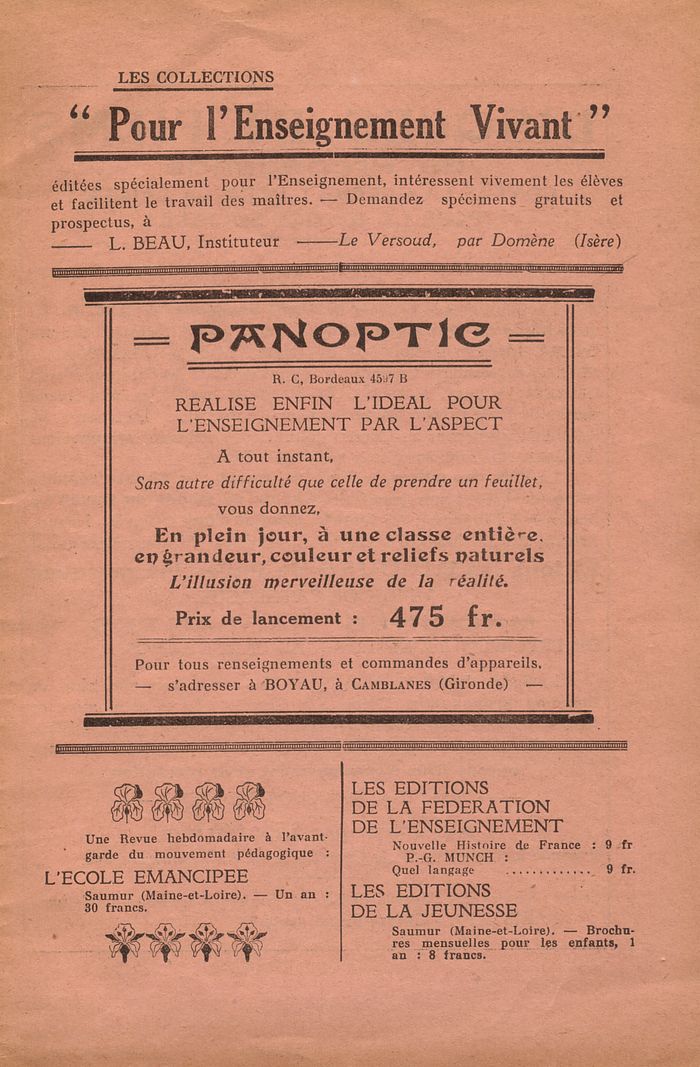 LES COLLECTIONS
“ Pour l'Enseignement Vivant ”
éditées spécialement pour l'Enseignement, intéressent vivement les élèves
et facilitent le travail des maîtres. — Demandez spécimens gratuits et
prospectus, à
—— L. BEAU, Instituteur ——Le Versoud, par Domène (Isère)
= PANOPTIC =
R. C, Bordeaux B
REALISE ENFIN L'IDEAL POUR
L'ENSEIGNEMENT PAR L'ASPECT
A tout instant,
Sans autre difficulté que celle de prendre un feuillet,
vous donnez,
En plein jour, à une classe entière,
en grandeur, couleur et reliefs naturels
L'illusion merveilleuse de la réalité.
Prix de lancement : 475 fr.
Pour tous renseignements et commandes d'appareils,
— s'adresser à BOYAU, à CAMBLANES (Gironde) —
Une Revue hebdomadaire à l'avant-
garde du mouvement pédagogique :
L'ECOLE EMANCIPEE
Saumur (Maine-et-Loire). — Un an :
30 francs.
LES EDITIONS
DE LA FEDERATION
DE L'ENSEIGNEMENT
Nouvelle Histoire de France : 9 fr
P.-G. MUNCH :
Quel langage ............. 9 fr.
LES EDITIONS
DE LA JEUNESSE
Saumur (Maine-et-Loire). — Brochu-
res mensuelles pour les enfants, 1
an : 8 francs.